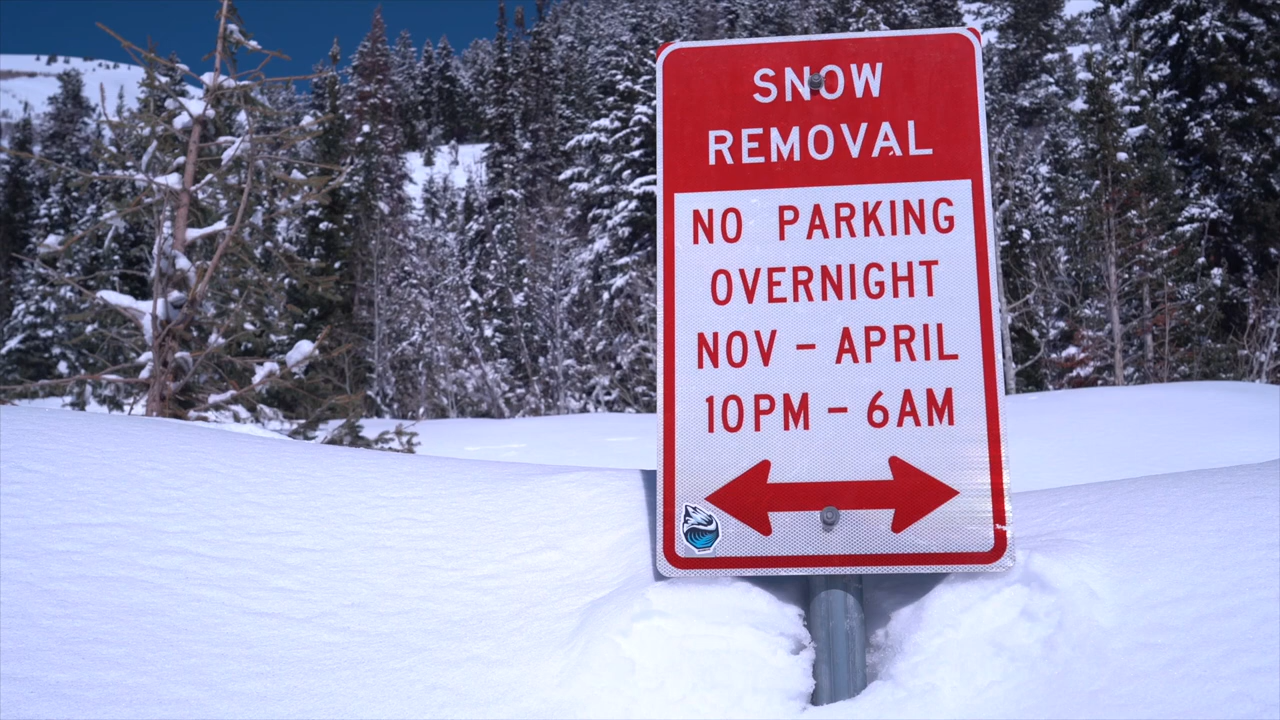 SNOW
REMOVAL
NO PARKING
OVERNIGHT
NOV - APRIL
10PM - 6AM